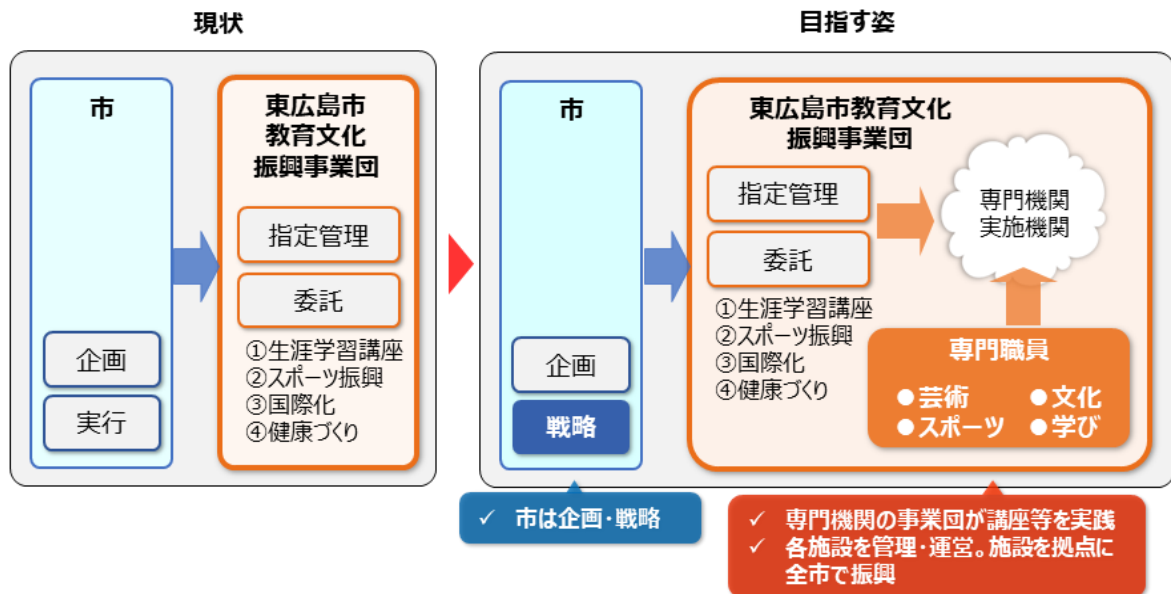 現状
市
企画
実行
東広島市
教育文化
振興事業団
指定管理
委託
①生涯学習講座
②スポーツ振興
③国際化
④健康づくり
目指す姿
市
企画
戦略
東広島市教育文化
振興事業団
指定管理
委託
①生涯学習講座
②スポーツ振興
③国際化
④健康づくり
専門機関
実施機関
専門職員
●芸術 ●文化
●スポーツ ●学び
✓ 市は企画・戦略
✓ 専門機関の事業団が講座等を実践
✓ 各施設を管理・運営。施設を拠点に
全市で振興